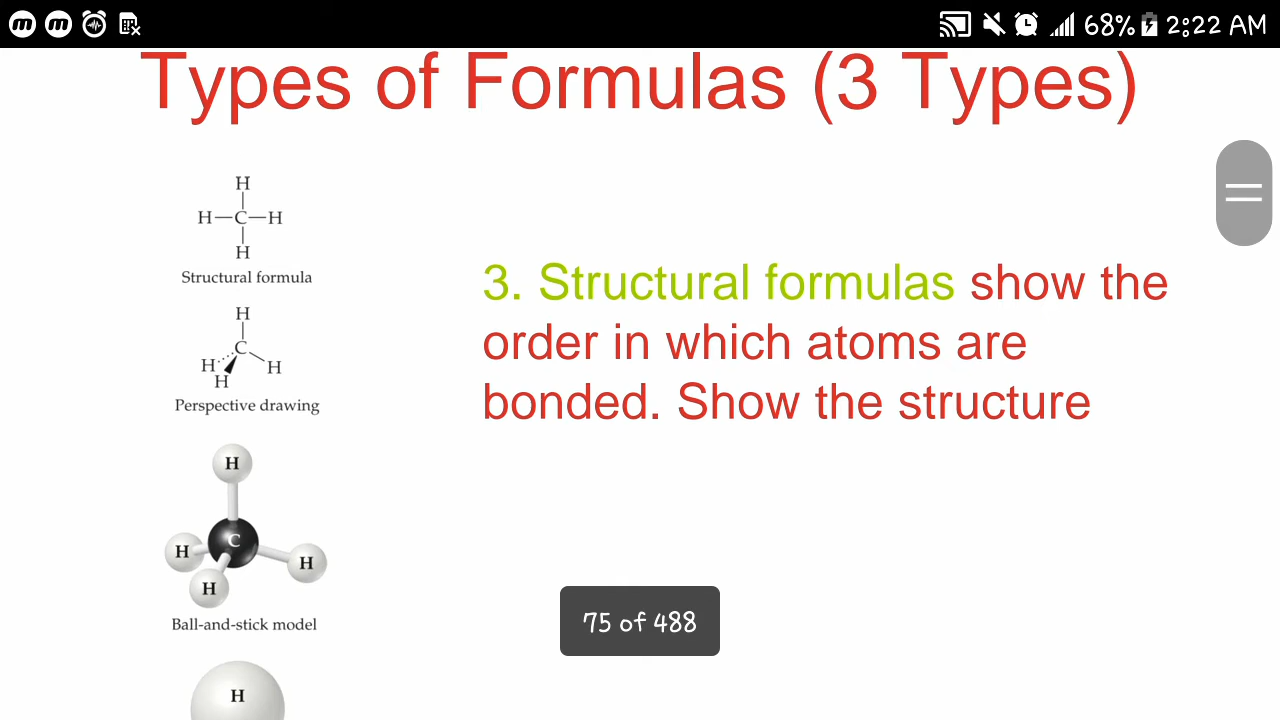 68% 2:22 AM
Types of Formulas (3 Types)
H
H C H
H
Structural formula
H
C
H
H
H
Perspective drawing
H
C
H
H
H
Ball-and-stick model
H
3. Structural formulas show the
order in which atoms are
bonded. Show the structure
75 of 488